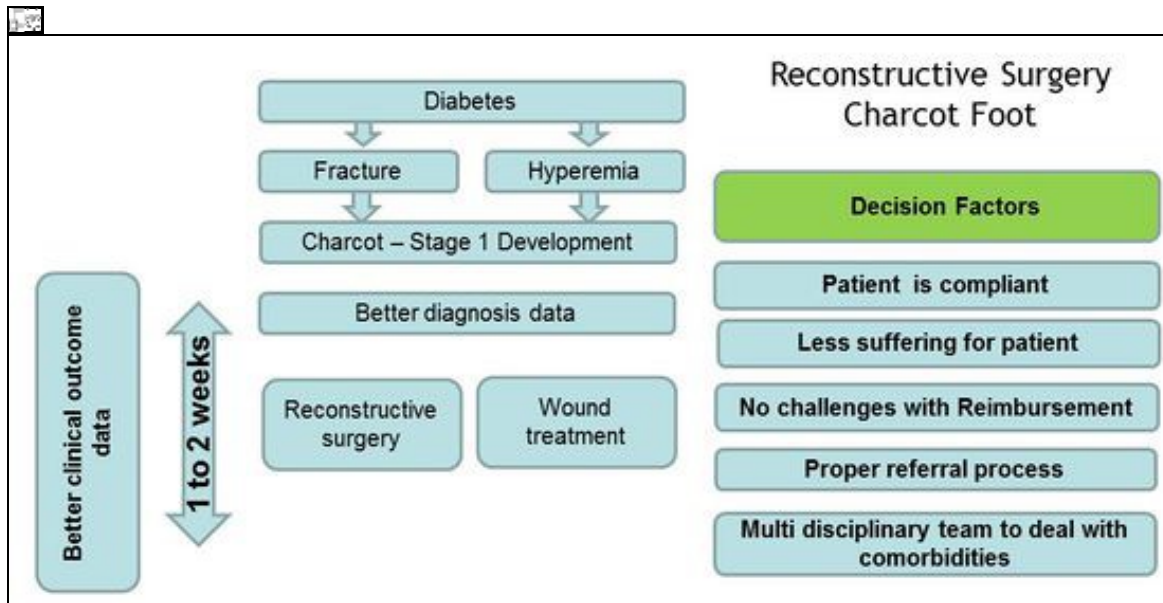 Reconstructive Surgery
Charcot Foot
Diabetes
Fracture
Hyperemia
Charcot – Stage 1 Development
Better diagnosis data
Reconstructive
surgery
Wound
treatment
Better clinical outcome
data
1 to 2 weeks
Decision Factors
Patient is compliant
Less suffering for patient
No challenges with Reimbursement
Proper referral process
Multi disciplinary team to deal with
comorbidities